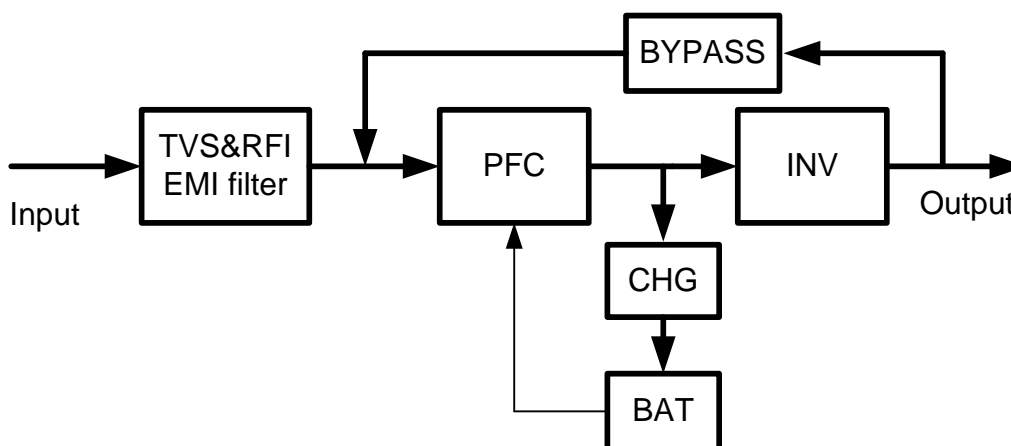 BYPASS
TVS&RFI
EMI filter
PFC
INV
Input
Output
CHG
BAT